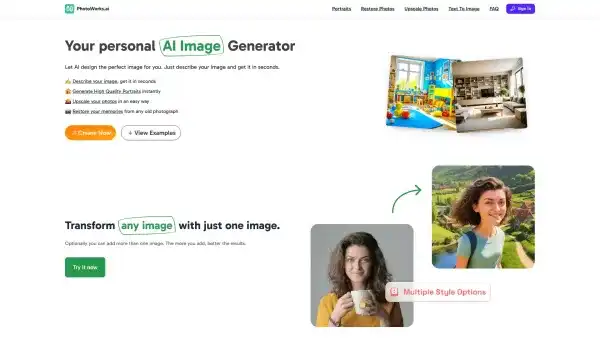 PhotoWorks.ai
Portraits Restore Photos Upscale Photos Text To Image FAQ Sign In
Your personal AI Image Generator
Let AI design the perfect image for you. Just describe your image and get it in seconds.
Describe your image, get it in seconds
Generate High Quality Portraits instantly
Upscale your photos in an easy way
Restore your memories from any old photograph
Create Now
View Examples
Transform any image with just one image.
Optionally you can add more than one image. The more you add, better the results.
Try it now
Multiple Style Options